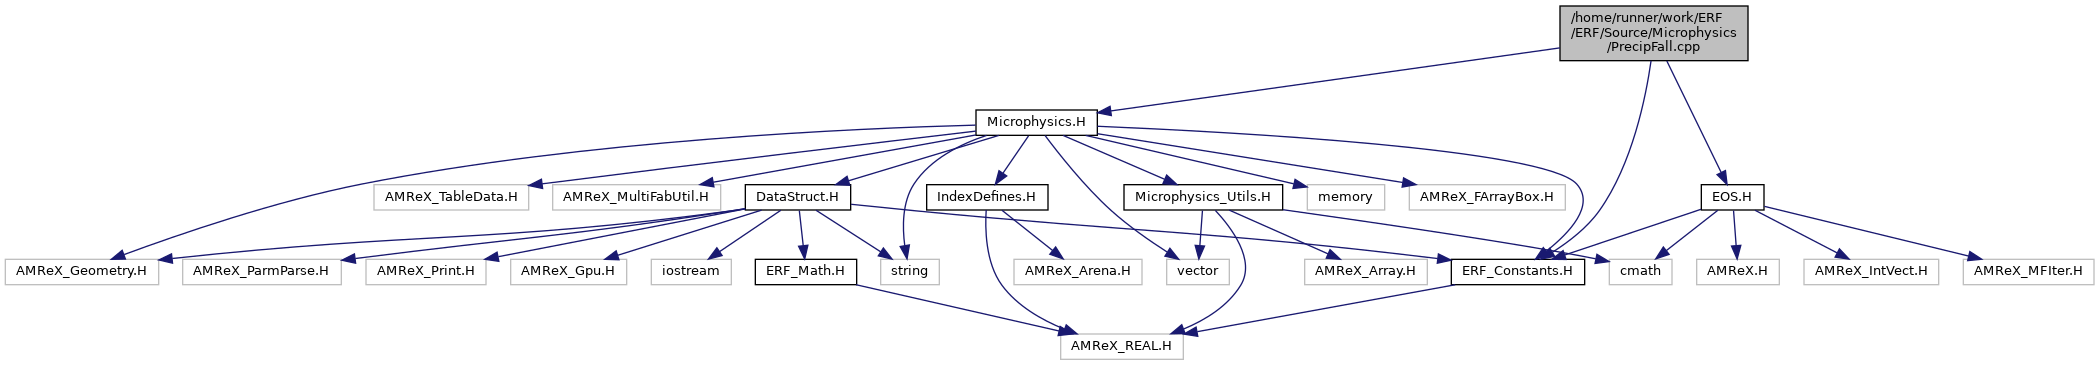 /home/runner/work/ERF
/ERF/Source/Microphysics
/PrecipFall.cpp
Microphysics.H
AMReX_TableData.H
AMReX_MultiFabUtil.H
DataStruct.H
IndexDefines.H
Microphysics_Utils.H
memory
AMReX_FArrayBox.H
EOS.H
AMReX_Geometry.H
AMReX_ParmParse.H
AMReX_Print.H
AMReX_Gpu.H
iostream
ERF_Math.H
string
AMReX_Arena.H
vector
AMReX_Array.H
ERF_Constants.H
cmath
AMReX.H
AMReX_IntVect.H
AMReX_MFIter.H
AMReX_REAL.H